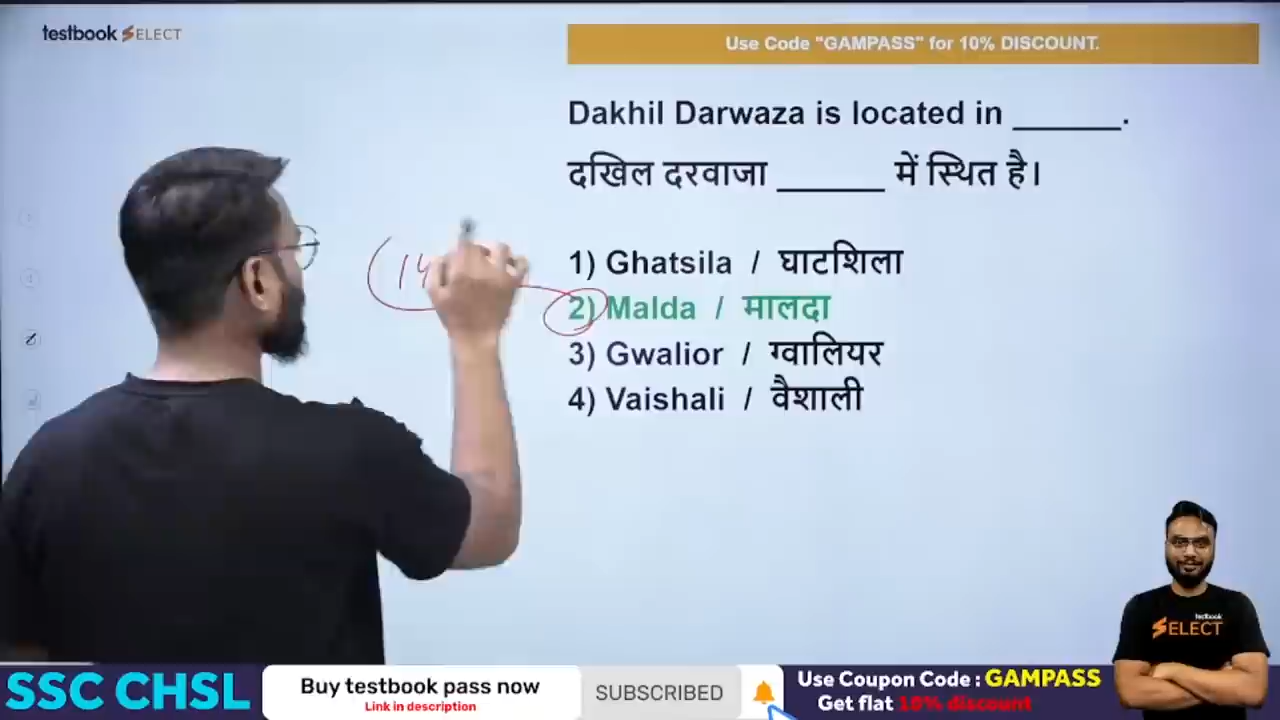 testbook SELECT
Use Code "GAMPASS" for 10% DISCOUNT.
Dakhil Darwaza is located in ______.
दखिल दरवाजा ______ में स्थित है।
1) Ghatsila / घाटशिला
2) Malda / मालदा
3) Gwalior / ग्वालियर
4) Vaishali / वैशाली
(14
testbook
SELECT
SSC CHSL
Buy testbook pass now
Link in description
SUBSCRIBED
Use Coupon Code : GAMPASS
Get flat 10% discount